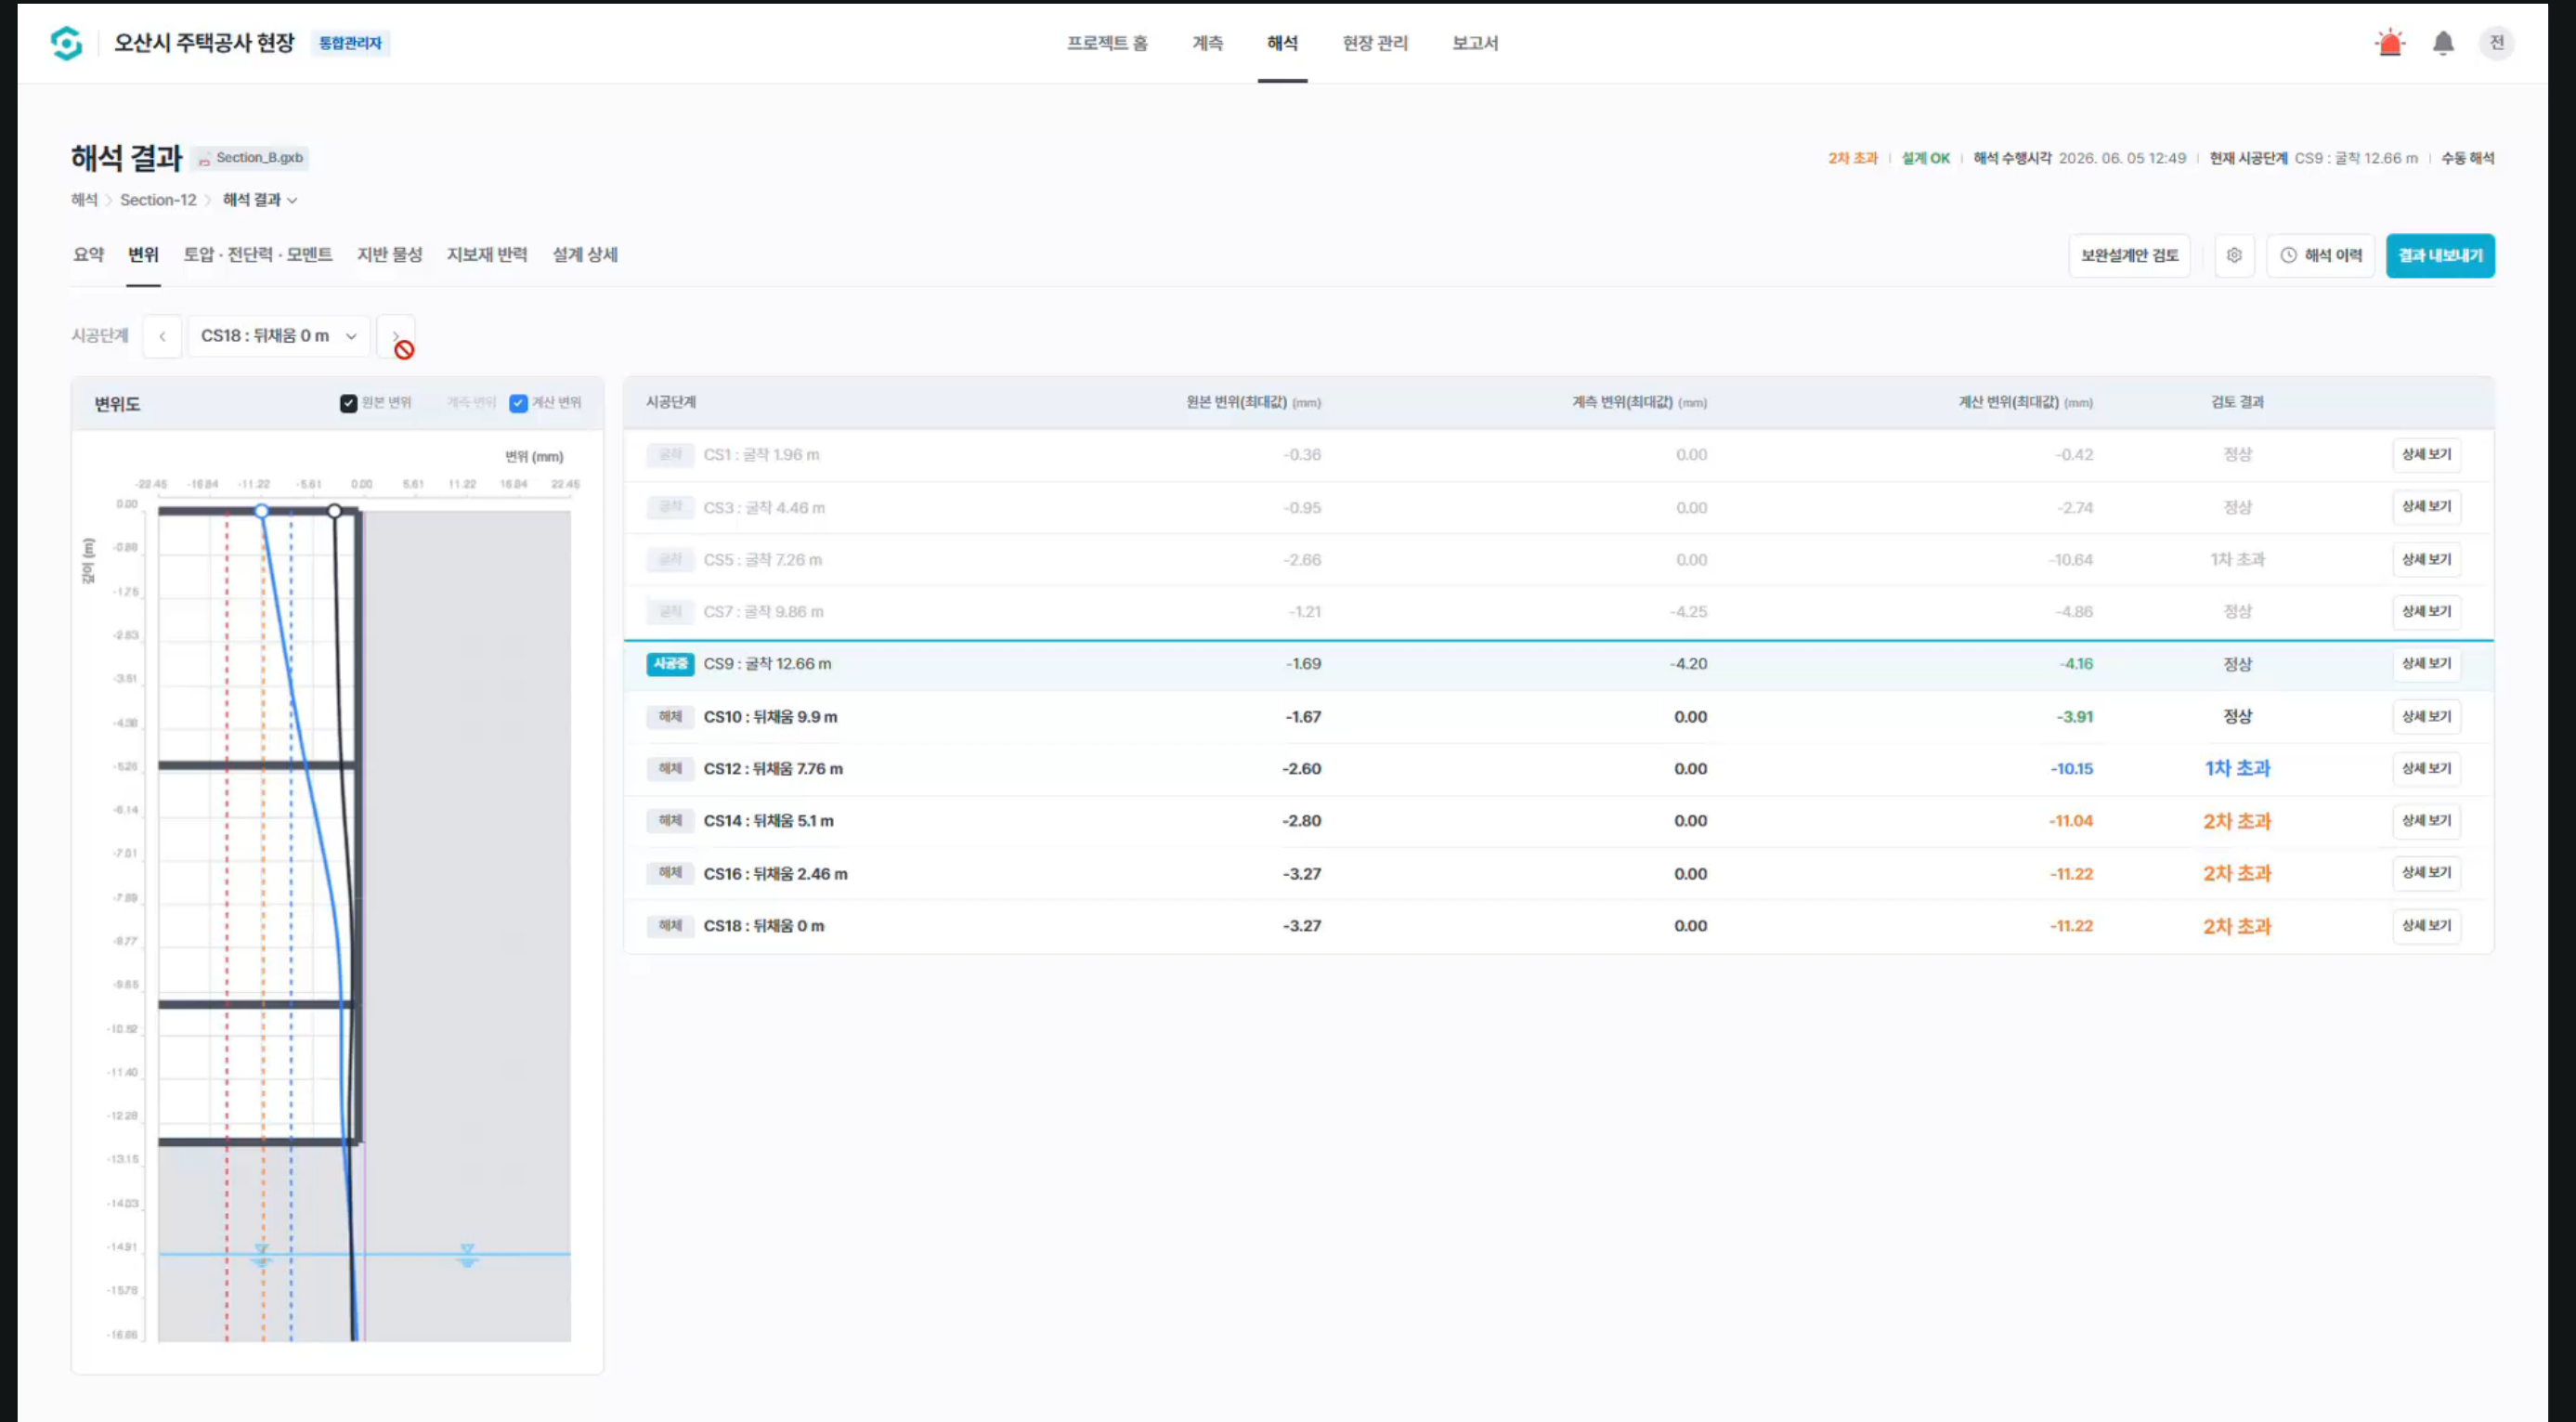 오산시 주택공사 현장 통합관리자
프로젝트 홈 계측 해석 현장 관리 보고서
전
해석 결과 Section_B.gxb
2차 초과 설계 OK 해석 수행시각 2026. 06. 05 12:49 현재 시공단계 CS9 : 굴착 12.66 m 수동 해석
해석 Section-12 해석 결과
요약 변위 토압 · 전단력 · 모멘트 지반 물성 지보재 반력 설계 상세
보완설계안 검토 해석 이력 결과 내보내기
시공단계 CS18 : 뒤채움 0 m
변위도 원본 변위 계측 변위 계산 변위
변위 (mm)
-22.45 -16.84 -11.22 -5.61 0.00 5.61 11.22 16.84 22.45
깊이 (m)
0.00
-0.88
-1.75
-2.63
-3.51
-4.38
-5.26
-6.14
-7.01
-7.89
-8.77
-9.65
-10.52
-11.40
-12.28
-13.15
-14.03
-14.91
-15.78
-16.66
시공단계 원본 변위(최대값) (mm) 계측 변위(최대값) (mm) 계산 변위(최대값) (mm) 검토 결과
굴착 CS1 : 굴착 1.96 m -0.36 0.00 -0.42 정상 상세 보기
굴착 CS3 : 굴착 4.46 m -0.95 0.00 -2.74 정상 상세 보기
굴착 CS5 : 굴착 7.26 m -2.66 0.00 -10.64 1차 초과 상세 보기
굴착 CS7 : 굴착 9.86 m -1.21 -4.25 -4.86 정상 상세 보기
시공중 CS9 : 굴착 12.66 m -1.69 -4.20 -4.16 정상 상세 보기
해체 CS10 : 뒤채움 9.9 m -1.67 0.00 -3.91 정상 상세 보기
해체 CS12 : 뒤채움 7.76 m -2.60 0.00 -10.15 1차 초과 상세 보기
해체 CS14 : 뒤채움 5.1 m -2.80 0.00 -11.04 2차 초과 상세 보기
해체 CS16 : 뒤채움 2.46 m -3.27 0.00 -11.22 2차 초과 상세 보기
해체 CS18 : 뒤채움 0 m -3.27 0.00 -11.22 2차 초과 상세 보기